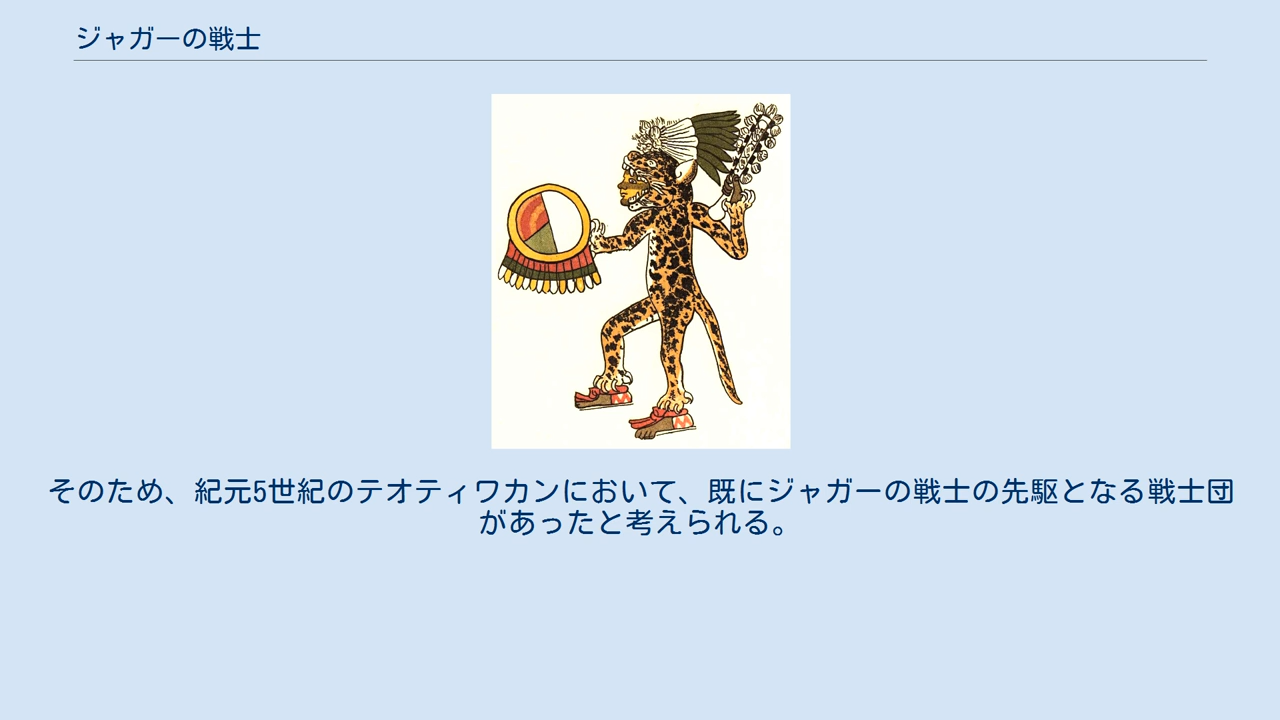 ジャガーの戦士
そのため、紀元5世紀のテオティワカンにおいて、既にジャガーの戦士の先駆となる戦士団
があったと考えられる。